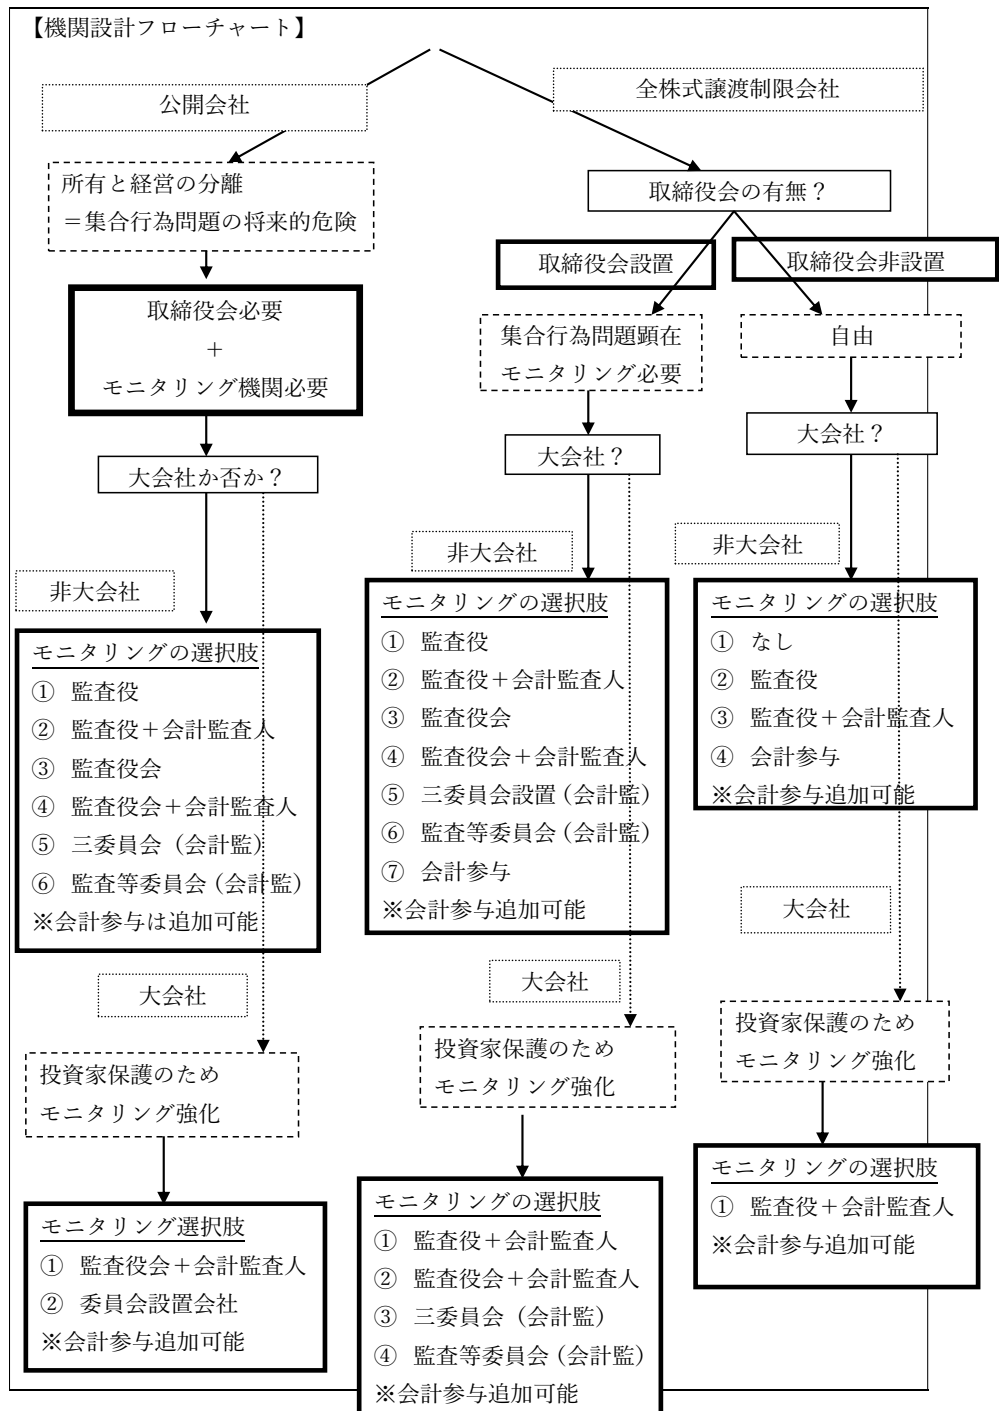 【機関設計フローチャート】
公開会社
全株式譲渡制限会社
所有と経営の分離
＝集合行為問題の将来的危険
取締役会の有無？
取締役会設置
取締役会非設置
取締役会必要
＋
モニタリング機関必要
集合行為問題顕在
モニタリング必要
自由
大会社か否か？
大会社？
大会社？
非大会社
非大会社
非大会社
モニタリングの選択肢
① 監査役
② 監査役＋会計監査人
③ 監査役会
④ 監査役会＋会計監査人
⑤ 三委員会（会計監）
⑥ 監査等委員会（会計監）
※会計参与は追加可能
モニタリングの選択肢
① 監査役
② 監査役＋会計監査人
③ 監査役会
④ 監査役会＋会計監査人
⑤ 三委員会設置（会計監）
⑥ 監査等委員会（会計監）
⑦ 会計参与
※会計参与追加可能
モニタリングの選択肢
① なし
② 監査役
③ 監査役＋会計監査人
④ 会計参与
※会計参与追加可能
大会社
大会社
大会社
投資家保護のため
モニタリング強化
投資家保護のため
モニタリング強化
投資家保護のため
モニタリング強化
モニタリング選択肢
① 監査役会＋会計監査人
② 委員会設置会社
※会計参与追加可能
モニタリングの選択肢
① 監査役＋会計監査人
② 監査役会＋会計監査人
③ 三委員会（会計監）
④ 監査等委員会（会計監）
※会計参与追加可能
モニタリングの選択肢
① 監査役＋会計監査人
※会計参与追加可能